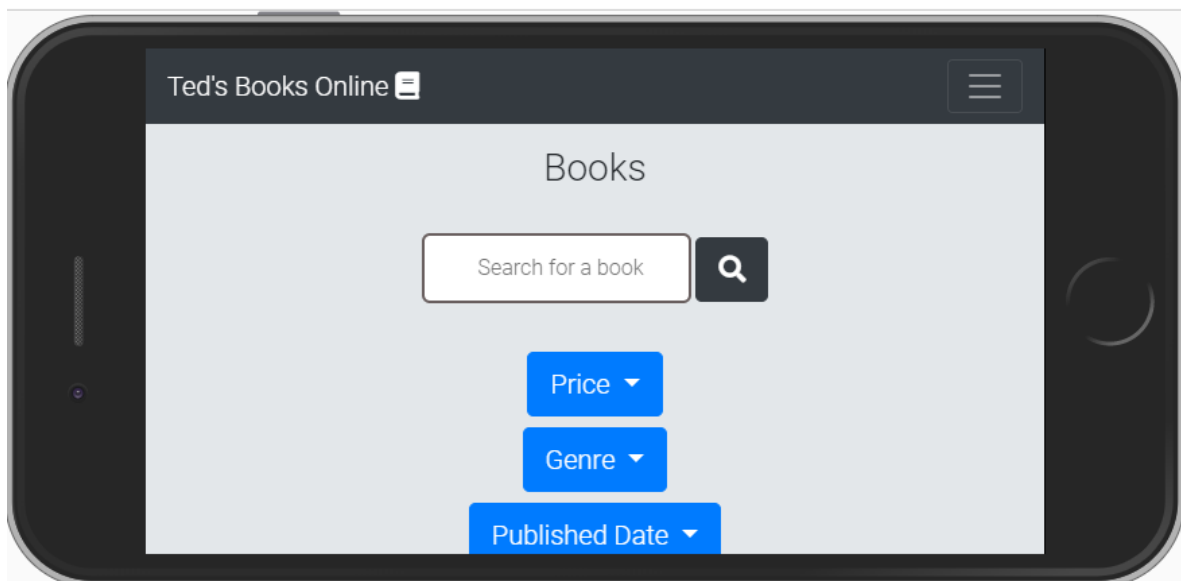 Ted's Books Online
Books
Search for a book
Price
Genre
Published Date